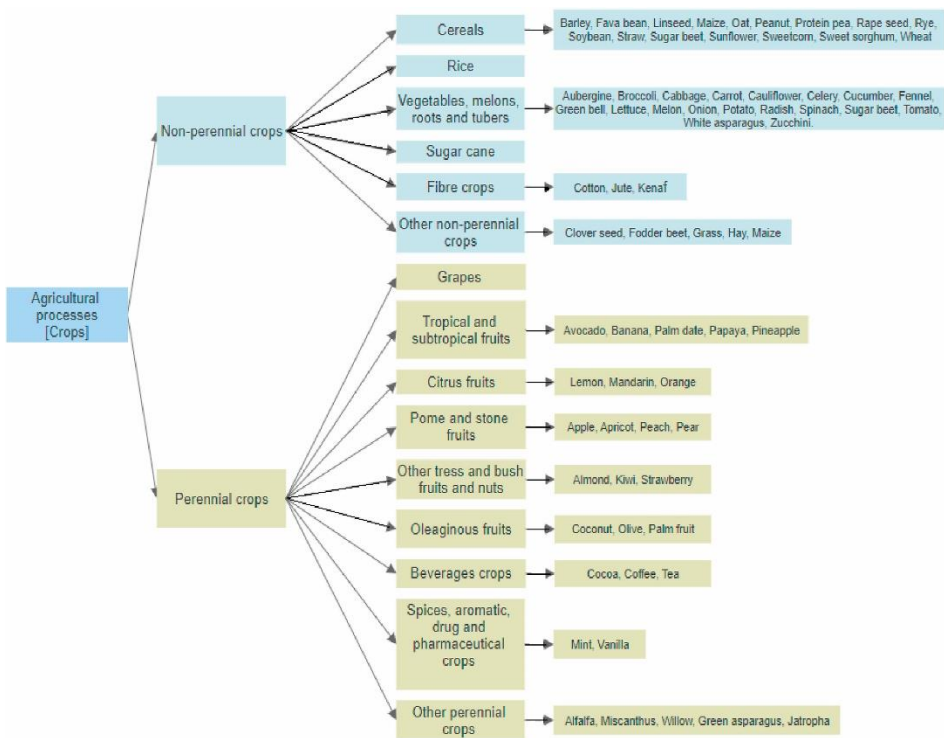 Agricultural
processes
[Crops]
Non-perennial crops
Cereals
Barley, Fava bean, Linseed, Maize, Oat, Peanut, Protein pea, Rape seed, Rye,
Soybean, Straw, Sugar beet, Sunflower, Sweetcorn, Sweet sorghum, Wheat
Rice
Vegetables, melons,
roots and tubers
Aubergine, Broccoli, Cabbage, Carrot, Cauliflower, Celery, Cucumber, Fennel,
Green bell, Lettuce, Melon, Onion, Potato, Radish, Spinach, Sugar beet, Tomato,
White asparagus, Zucchini.
Sugar cane
Fibre crops
Cotton, Jute, Kenaf
Other non-perennial
crops
Clover seed, Fodder beet, Grass, Hay, Maize
Perennial crops
Grapes
Tropical and
subtropical fruits
Avocado, Banana, Palm date, Papaya, Pineapple
Citrus fruits
Lemon, Mandarin, Orange
Pome and stone
fruits
Apple, Apricot, Peach, Pear
Other tress and bush
fruits and nuts
Almond, Kiwi, Strawberry
Oleaginous fruits
Coconut, Olive, Palm fruit
Beverages crops
Cocoa, Coffee, Tea
Spices, aromatic,
drug and
pharmaceutical
crops
Mint, Vanilla
Other perennial
crops
Alfalfa, Miscanthus, Willow, Green asparagus, Jatropha